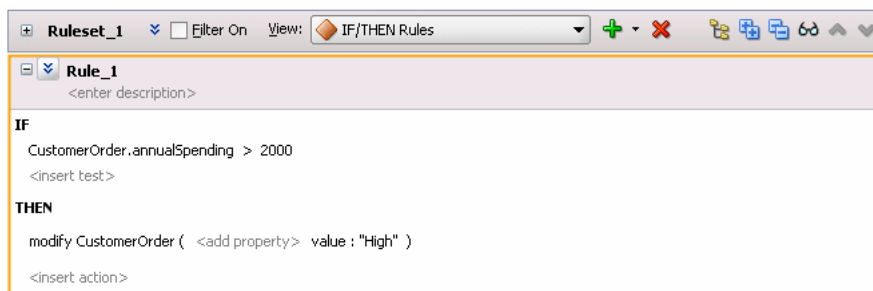 Ruleset_1 Filter On View: IF/THEN Rules
Rule_1
<enter description>
IF
CustomerOrder.annualSpending > 2000
<insert test>
THEN
modify CustomerOrder ( <add property> value : "High" )
<insert action>